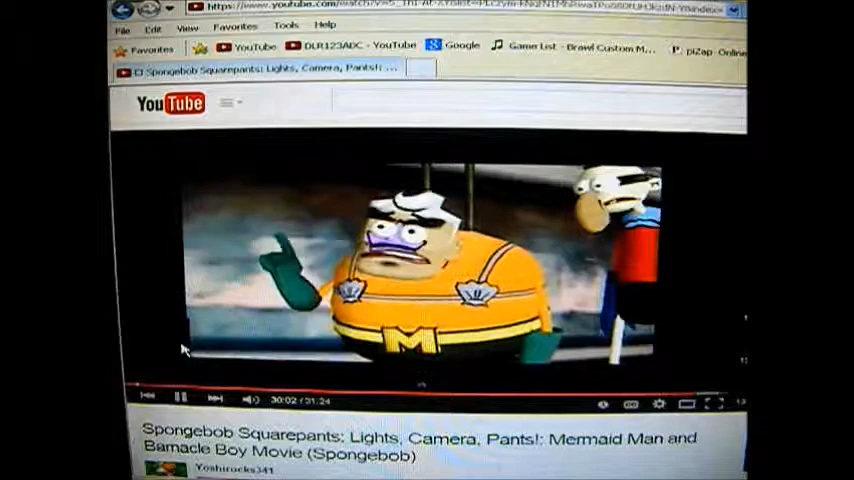 File Edit View Favorites Tools Help
Favorites YouTube DLR123ADC - YouTube Google Game List - Brawl Custom M... piZap - Online
Spongebob Squarepants: Lights, Camera, Pants!: ...
YouTube
M
30:02 / 31:24
Spongebob Squarepants: Lights, Camera, Pants!: Mermaid Man and
Barnacle Boy Movie (Spongebob)
Yoshirocks341